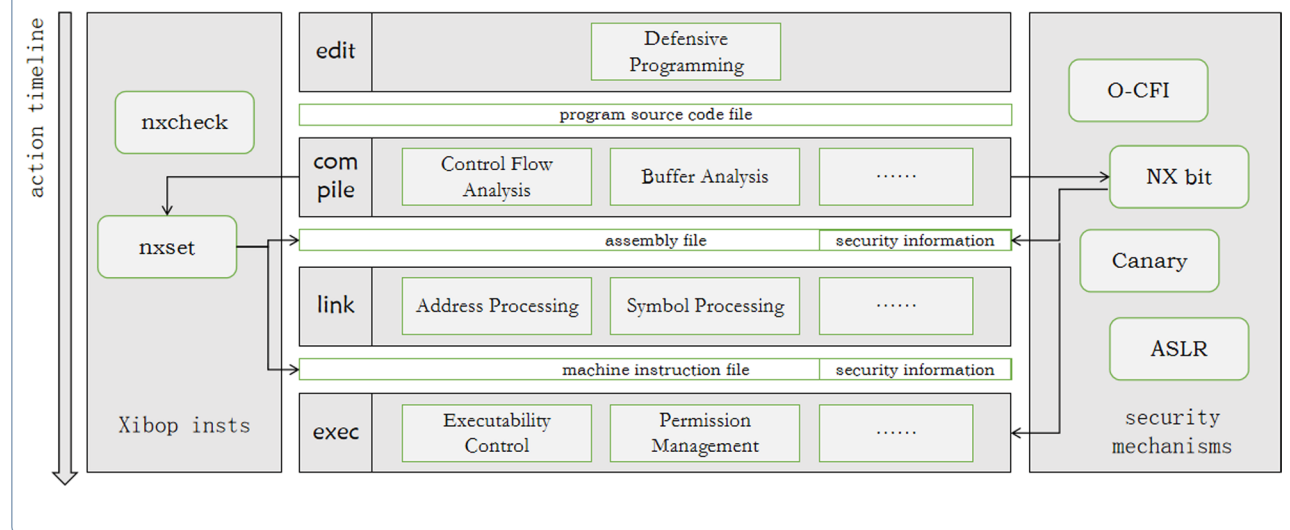 action timeline
nxcheck
nxset
Xibop insts
edit
Defensive
Programming
program source code file
com
pile
Control Flow
Analysis
Buffer Analysis
······
assembly file
security information
link
Address Processing
Symbol Processing
······
machine instruction file
security information
exec
Executability
Control
Permission
Management
······
O-CFI
NX bit
Canary
ASLR
security
mechanisms